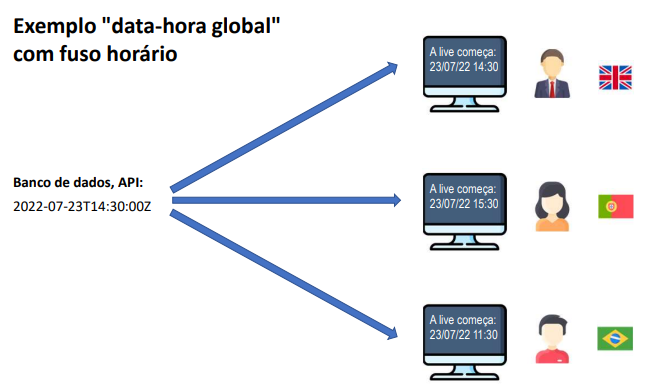 Exemplo "data-hora global"
com fuso horário
A live começa:
23/07/22 14:30
Banco de dados, API:
2022-07-23T14:30:00Z
A live começa:
23/07/22 15:30
A live começa:
23/07/22 11:30